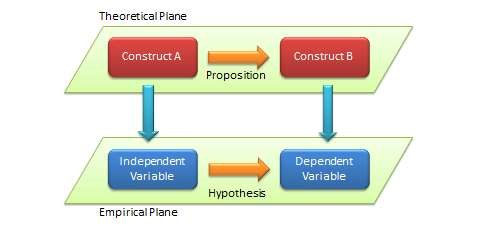 Theoretical Plane
Construct A
Construct B
Proposition
Independent
Variable
Dependent
Variable
Hypothesis
Empirical Plane